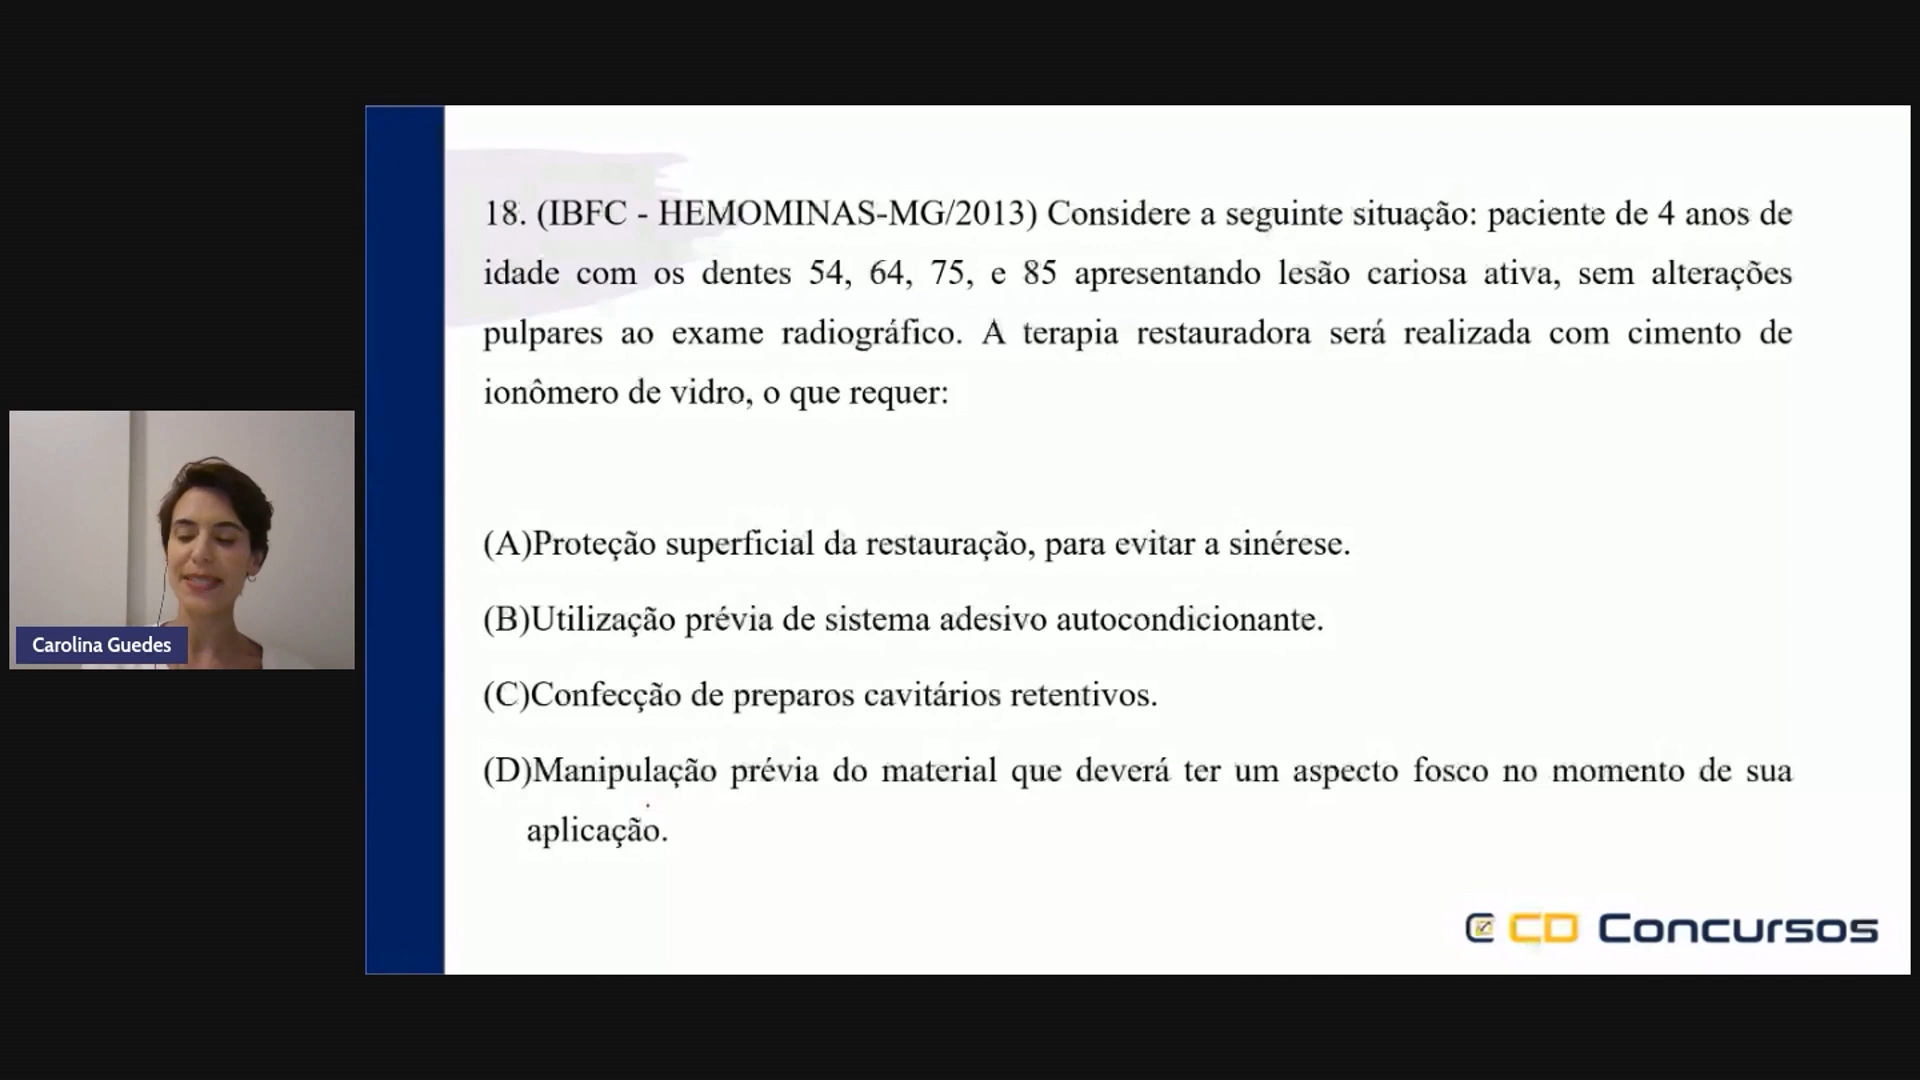 18. (IBFC - HEMOMINAS-MG/2013) Considere a seguinte situação: paciente de 4 anos de
idade com os dentes 54, 64, 75, e 85 apresentando lesão cariosa ativa, sem alterações
pulpares ao exame radiográfico. A terapia restauradora será realizada com cimento de
ionômero de vidro, o que requer:
(A)Proteção superficial da restauração, para evitar a sinérese.
(B)Utilização prévia de sistema adesivo autocondicionante.
(C)Confecção de preparos cavitários retentivos.
(D)Manipulação prévia do material que deverá ter um aspecto fosco no momento de sua
aplicação.
Carolina Guedes
CD Concursos